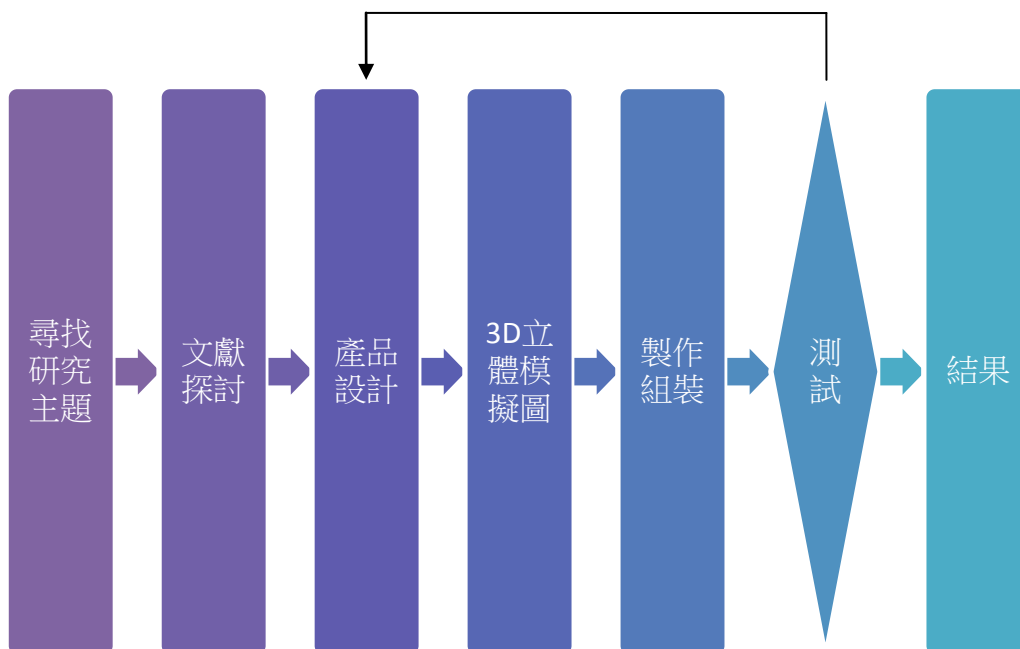 尋找
研究
主題
文獻
探討
產品
設計
3D立
體模
擬圖
製作
組裝
測
試
結果